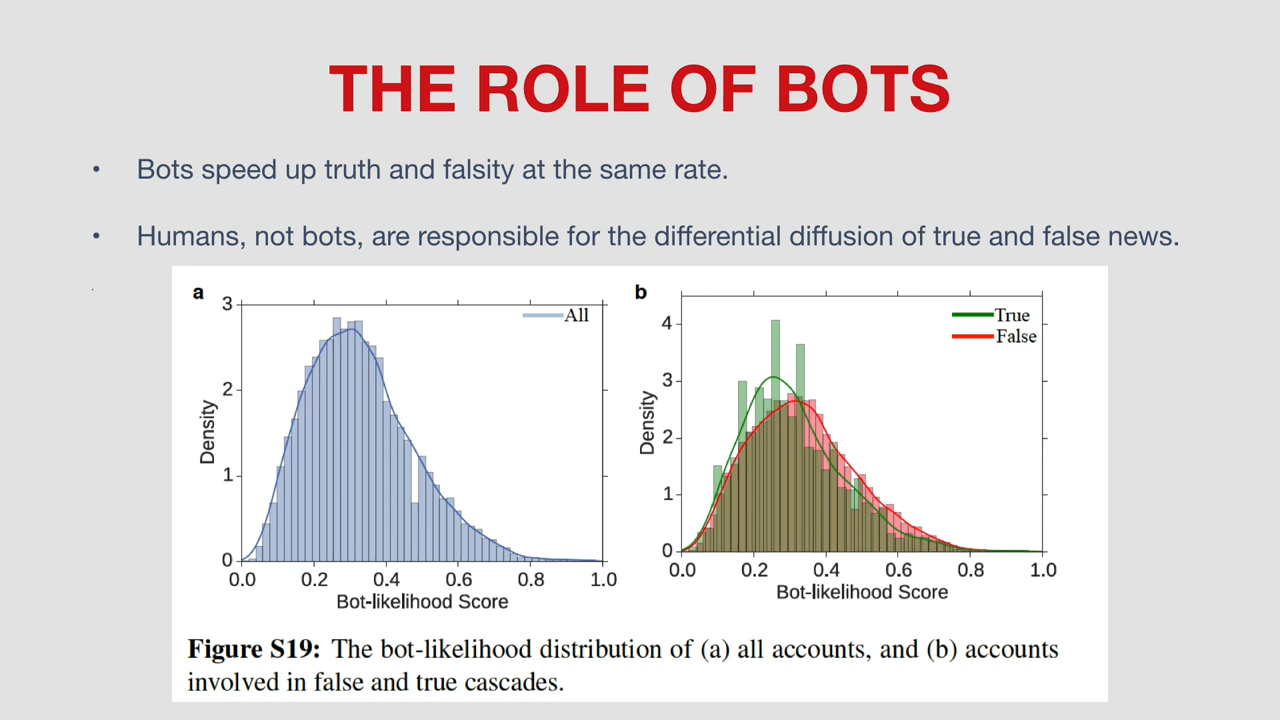 THE ROLE OF BOTS
• Bots speed up truth and falsity at the same rate.
• Humans, not bots, are responsible for the differential diffusion of true and false news.
a
3
2
1
0
Density
All
0.0 0.2 0.4 0.6 0.8 1.0
Bot-likelihood Score
b
4
3
2
1
0
Density
True
False
0.0 0.2 0.4 0.6 0.8 1.0
Bot-likelihood Score
Figure S19: The bot-likelihood distribution of (a) all accounts, and (b) accounts
involved in false and true cascades.